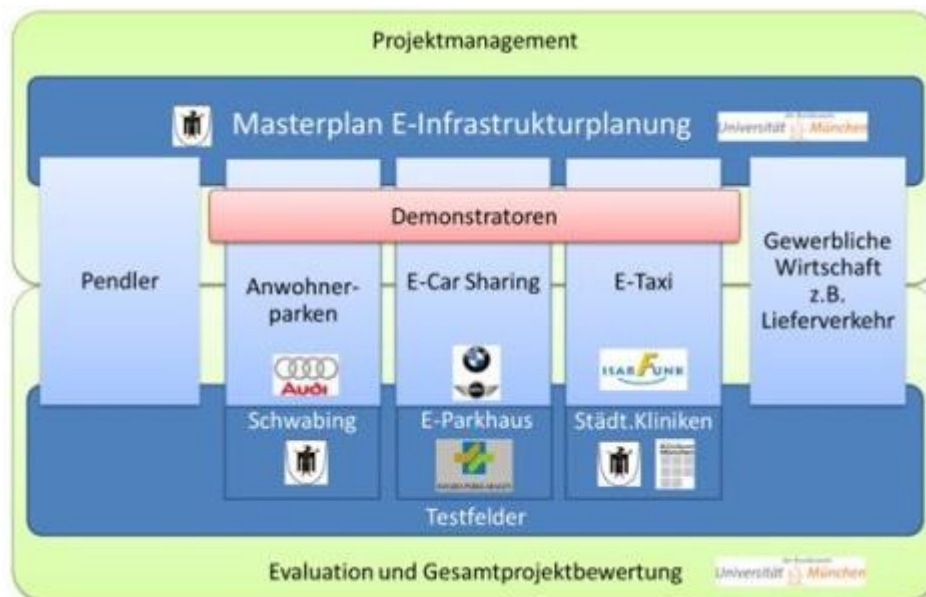 Projektmanagement
Masterplan E-Infrastrukturplanung
Universität München
Demonstratoren
Pendler
Anwohner-
parken
E-Car Sharing
E-Taxi
Gewerbliche
Wirtschaft
z.B.
Lieferverkehr
Audi
ISARFUNK
Schwabing
E-Parkhaus
Städt.Kliniken
Testfelder
Evaluation und Gesamtprojektbewertung
Universität München